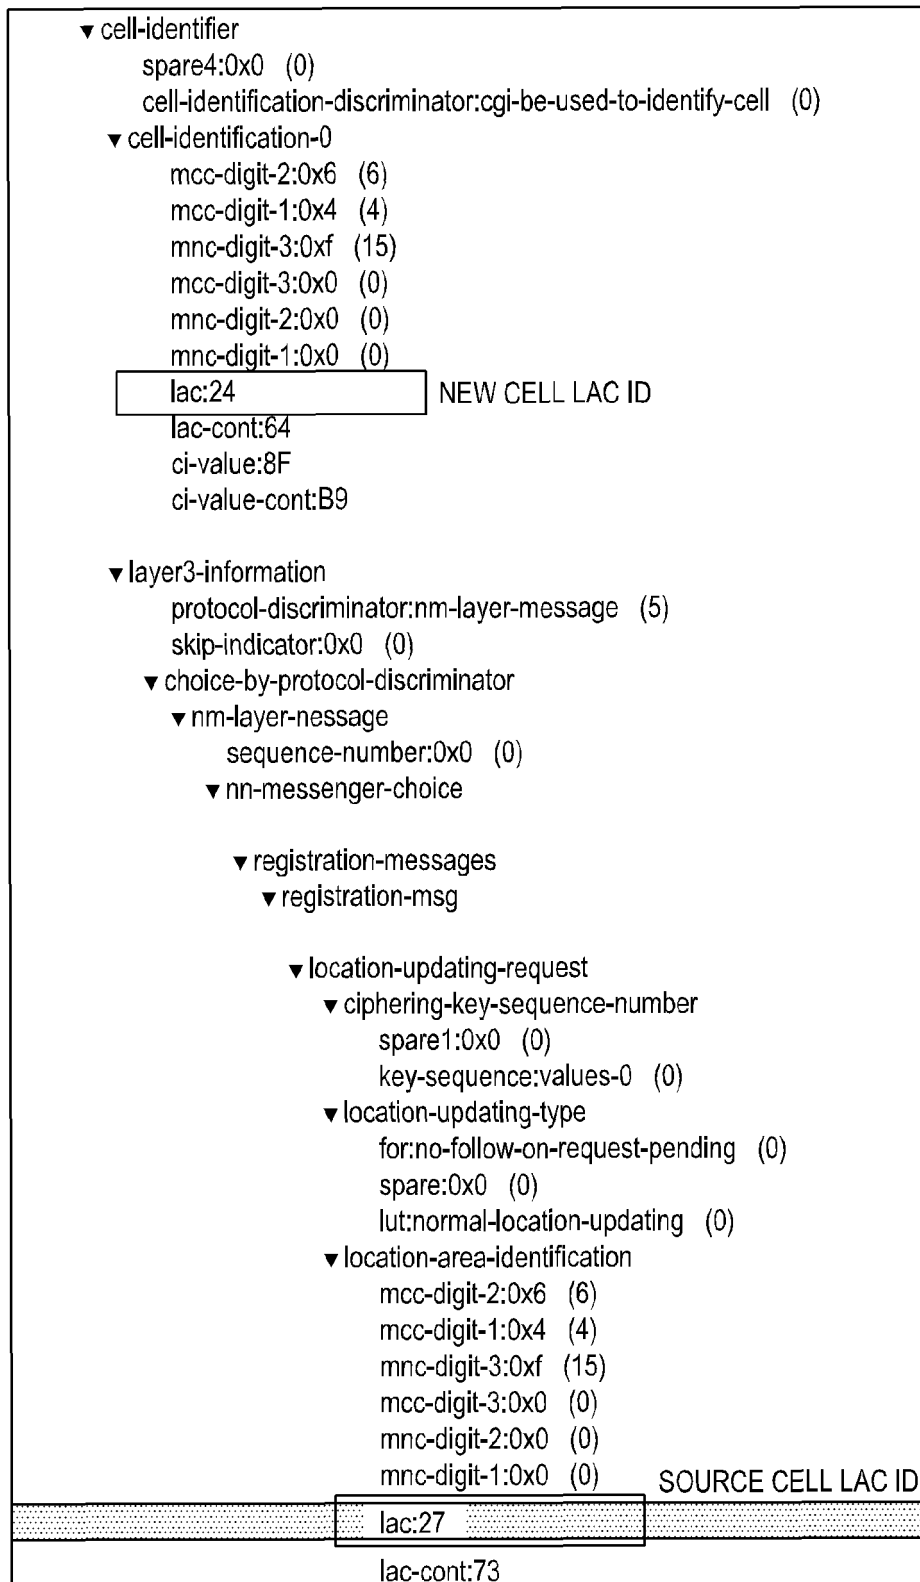 ▼ cell-identifier
spare4:0x0 (0)
cell-identification-discriminator:cgi-be-used-to-identify-cell (0)
▼ cell-identification-0
mcc-digit-2:0x6 (6)
mcc-digit-1:0x4 (4)
mnc-digit-3:0xf (15)
mcc-digit-3:0x0 (0)
mnc-digit-2:0x0 (0)
mnc-digit-1:0x0 (0)
lac:24 NEW CELL LAC ID
lac-cont:64
ci-value:8F
ci-value-cont:B9
▼ layer3-information
protocol-discriminator:nm-layer-message (5)
skip-indicator:0x0 (0)
▼ choice-by-protocol-discriminator
▼ nm-layer-nessage
sequence-number:0x0 (0)
▼ nn-messenger-choice
▼ registration-messages
▼ registration-msg
▼ location-updating-request
▼ ciphering-key-sequence-number
spare1:0x0 (0)
key-sequence:values-0 (0)
▼ location-updating-type
for:no-follow-on-request-pending (0)
spare:0x0 (0)
lut:normal-location-updating (0)
▼ location-area-identification
mcc-digit-2:0x6 (6)
mcc-digit-1:0x4 (4)
mnc-digit-3:0xf (15)
mcc-digit-3:0x0 (0)
mnc-digit-2:0x0 (0)
mnc-digit-1:0x0 (0) SOURCE CELL LAC ID
lac:27
lac-cont:73